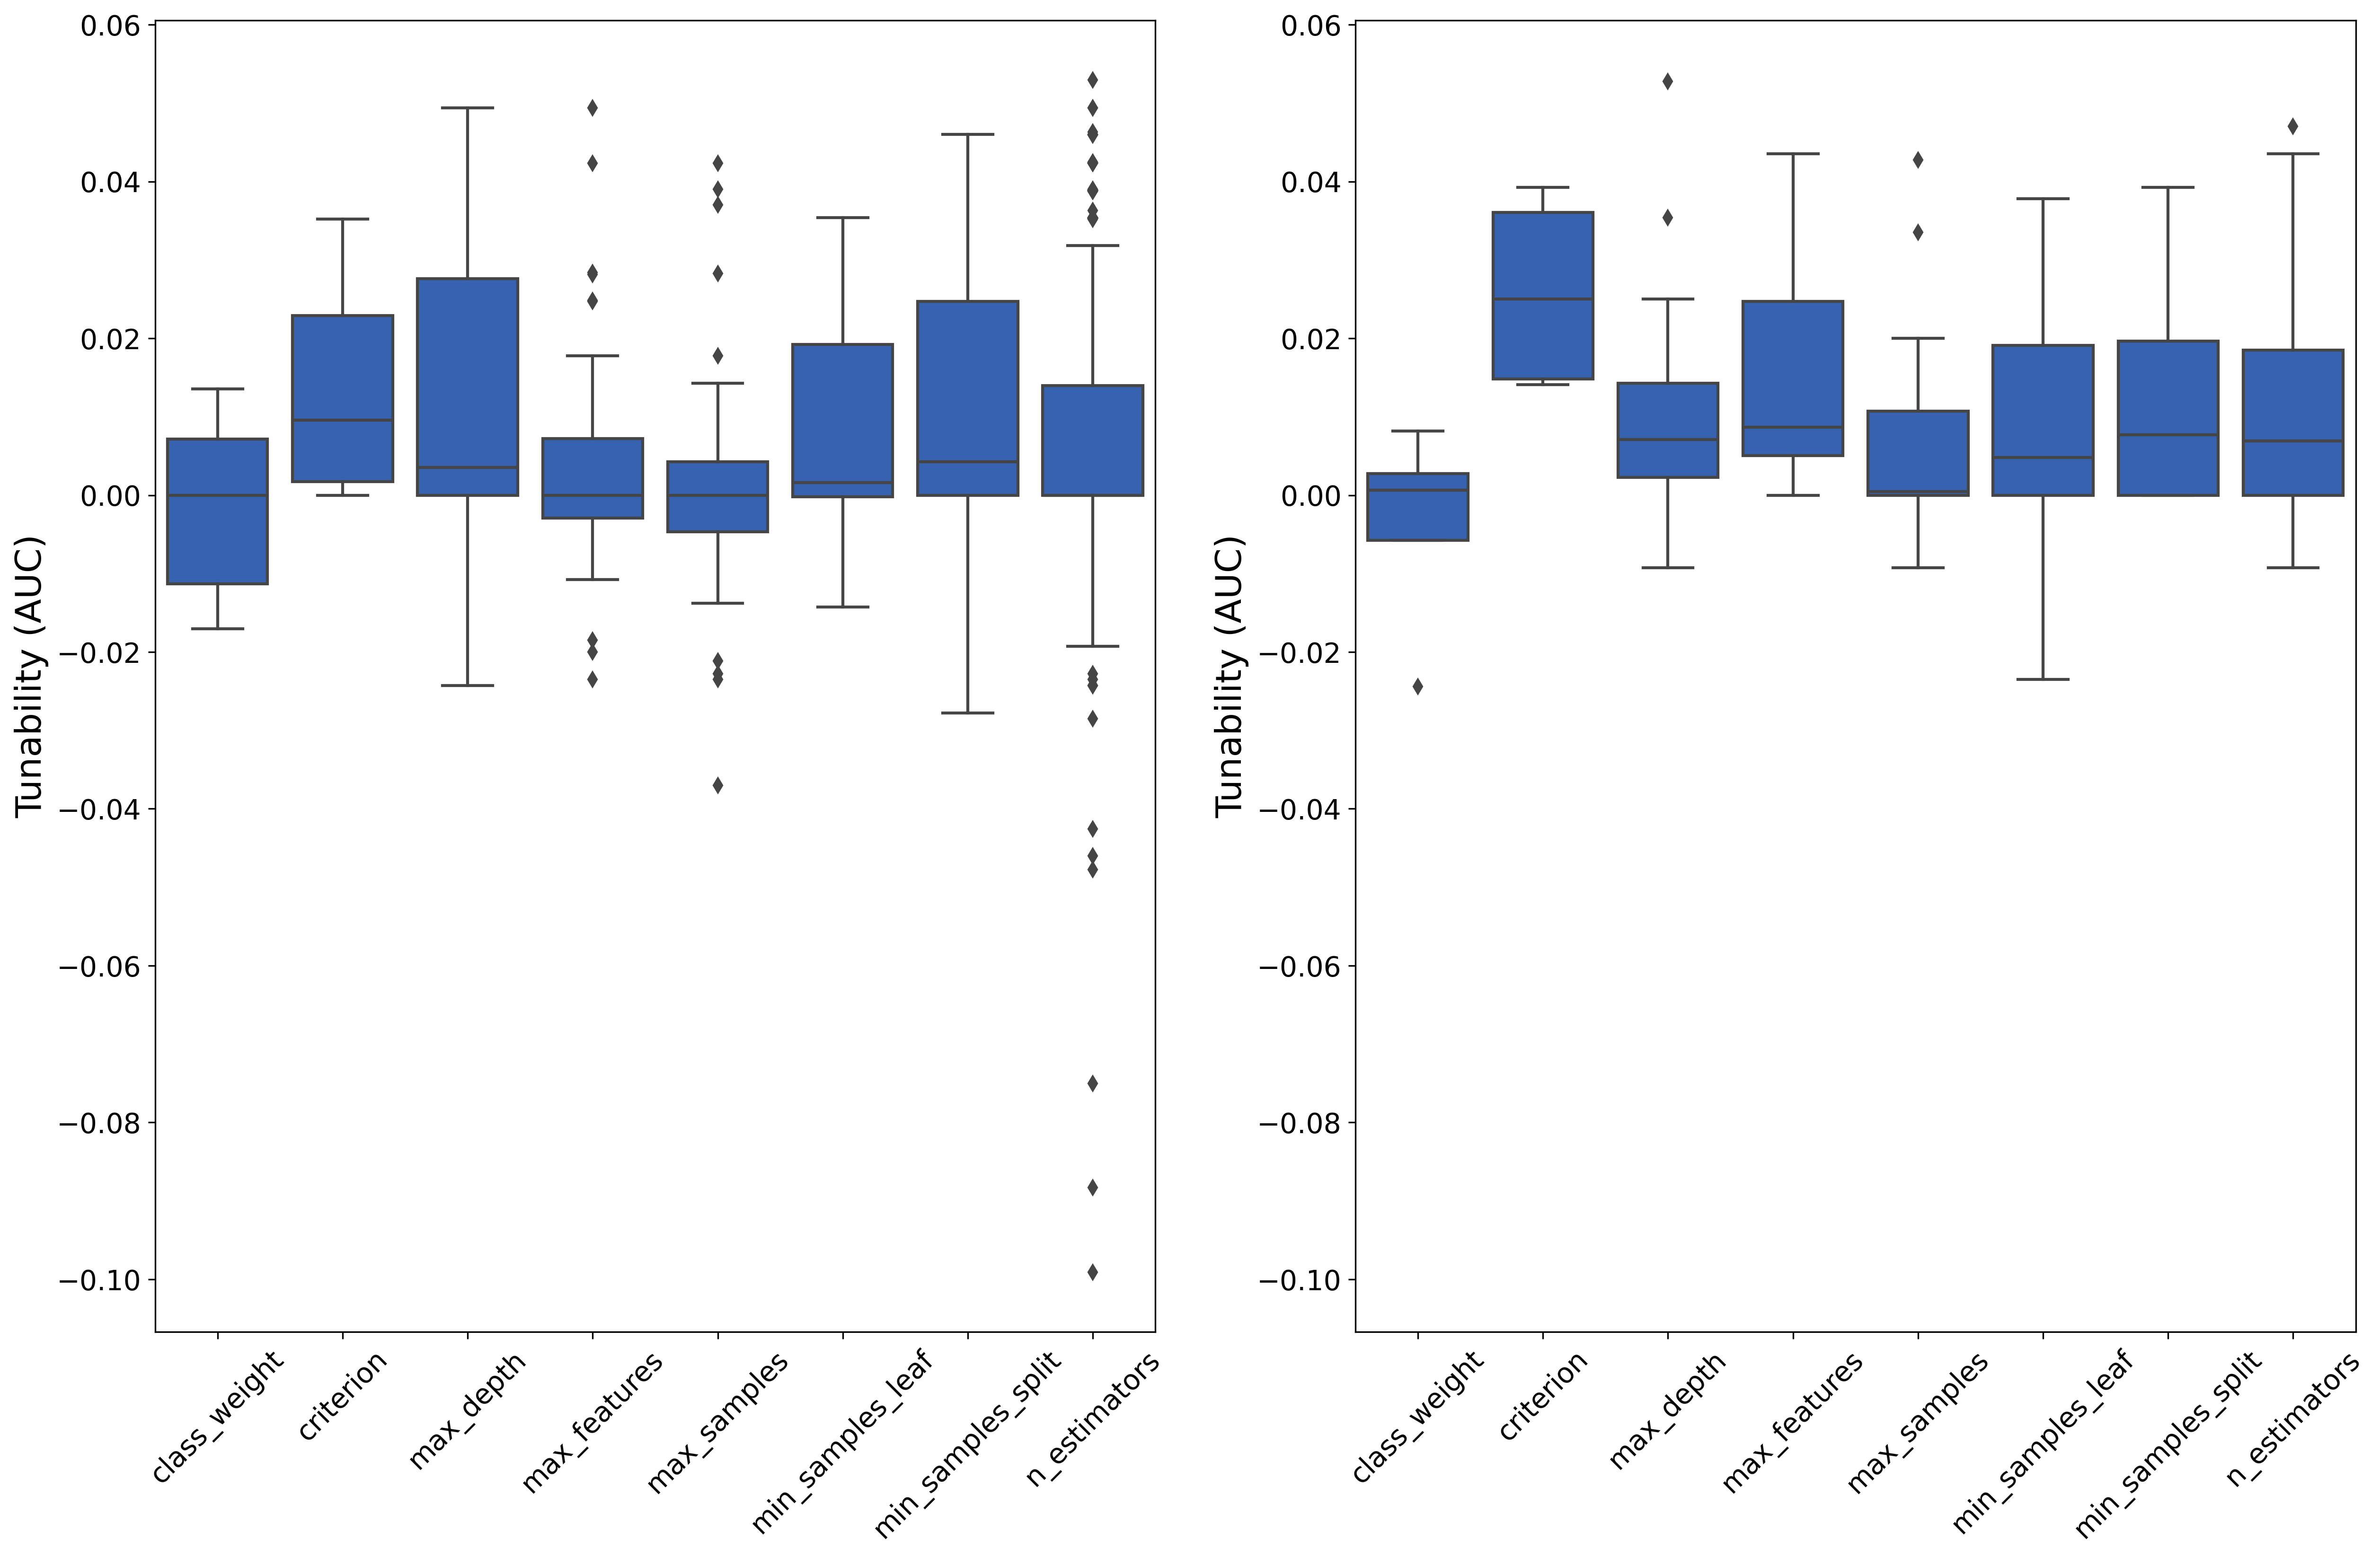 Tunability (AUC)
0.06
0.04
0.02
0.00
−0.02
−0.04
−0.06
−0.08
−0.10
class_weight
criterion
max_depth
max_features
max_samples
min_samples_leaf
min_samples_split
n_estimators
Tunability (AUC)
0.06
0.04
0.02
0.00
−0.02
−0.04
−0.06
−0.08
−0.10
class_weight
criterion
max_depth
max_features
max_samples
min_samples_leaf
min_samples_split
n_estimators